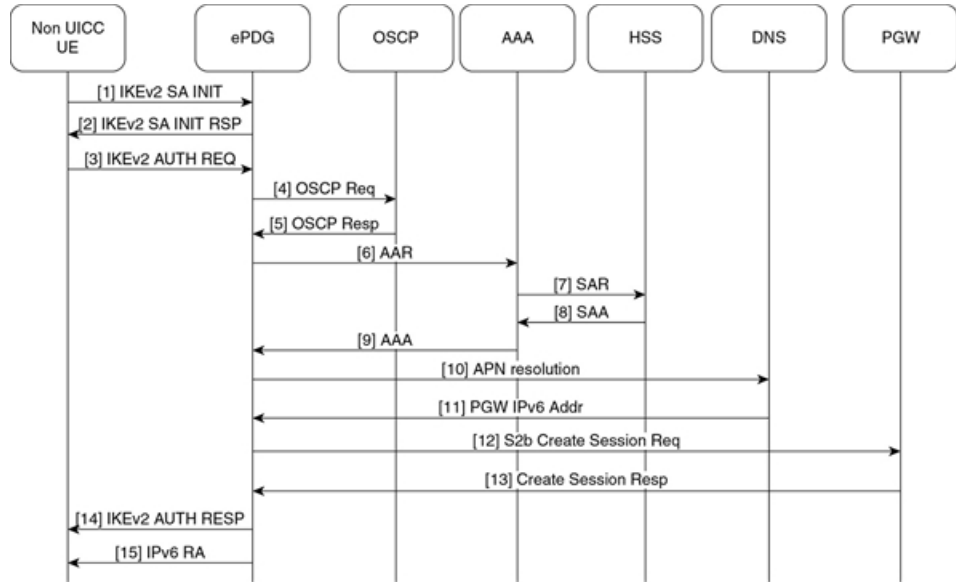 Non UICC
UE
ePDG
OSCP
AAA
HSS
DNS
PGW
[1] IKEv2 SA INIT
[2] IKEv2 SA INIT RSP
[3] IKEv2 AUTH REQ
[4] OSCP Req
[5] OSCP Resp
[6] AAR
[7] SAR
[8] SAA
[9] AAA
[10] APN resolution
[11] PGW IPv6 Addr
[12] S2b Create Session Req
[13] Create Session Resp
[14] IKEv2 AUTH RESP
[15] IPv6 RA